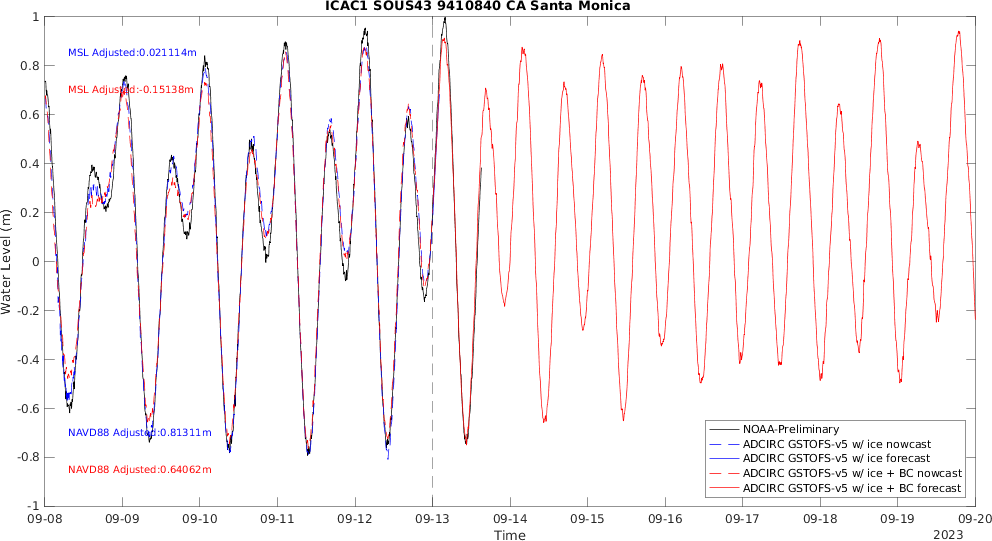 ICAC1 SOUS43 9410840 CA Santa Monica
MSL Adjusted:0.021114m
MSL Adjusted:-0.15138m
NAVD88 Adjusted:0.81311m
NAVD88 Adjusted:0.64062m
Water Level (m)
1
0.8
0.6
0.4
0.2
0
-0.2
-0.4
-0.6
-0.8
-1
NOAA-Preliminary
ADCIRC GSTOFS-v5 w/ ice nowcast
ADCIRC GSTOFS-v5 w/ ice forecast
ADCIRC GSTOFS-v5 w/ ice + BC nowcast
ADCIRC GSTOFS-v5 w/ ice + BC forecast
09-08 09-09 09-10 09-11 09-12 09-13 09-14 09-15 09-16 09-17 09-18 09-19 09-20
Time
2023